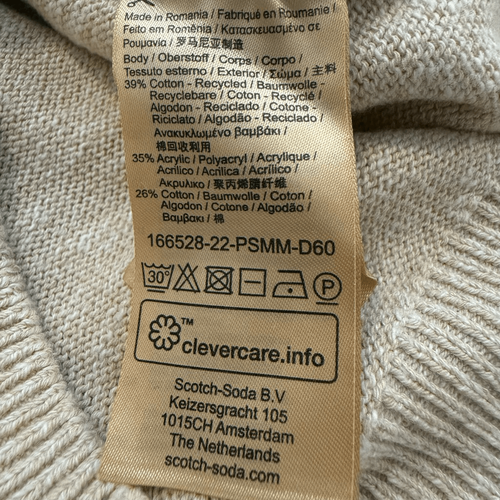 Made in Romania / Fabriqué en Roumanie /
Feito em Roménia / Κατασκευασμένο σε
Ρουμανία / 罗马尼亚制造
Body / Oberstoff / Corps / Corpo /
Tessuto esterno / Exterior / Σώμα / 主料
39% Cotton - Recycled / Baumwolle -
Recyclebare / Coton - Recyclé /
Algodon - Reciclado / Cotone -
Riciclato / Algodão - Reciclado /
Ανακυκλωμένο βαμβάκι /
棉回收利用
35% Acrylic / Polyacryl / Acrylique /
Acrilico / Acrilica / Acrílico /
Ακρυλικο / 聚丙烯腈纤维
26% Cotton / Baumwolle / Coton /
Algodon / Cotone / Algodão /
Βαμβακι / 棉
166528-22-PSMM-D60
30° P
™
clevercare.info
Scotch-Soda B.V
Keizersgracht 105
1015CH Amsterdam
The Netherlands
scotch-soda.com